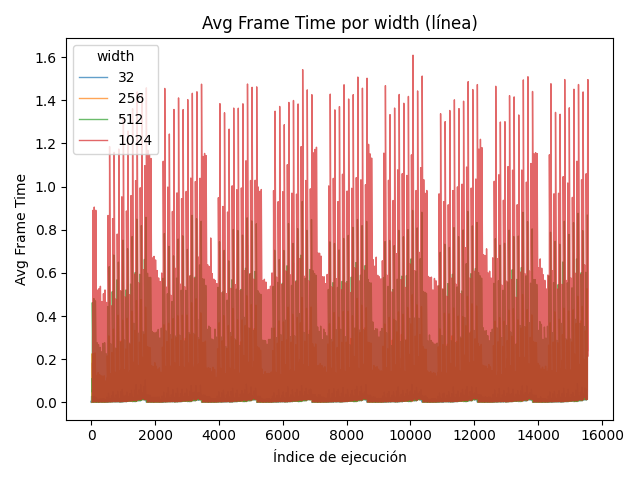 Avg Frame Time por width (línea)
width
32
256
512
1024
1.6
1.4
1.2
1.0
0.8
0.6
0.4
0.2
0.0
Avg Frame Time
0 2000 4000 6000 8000 10000 12000 14000 16000
Índice de ejecución